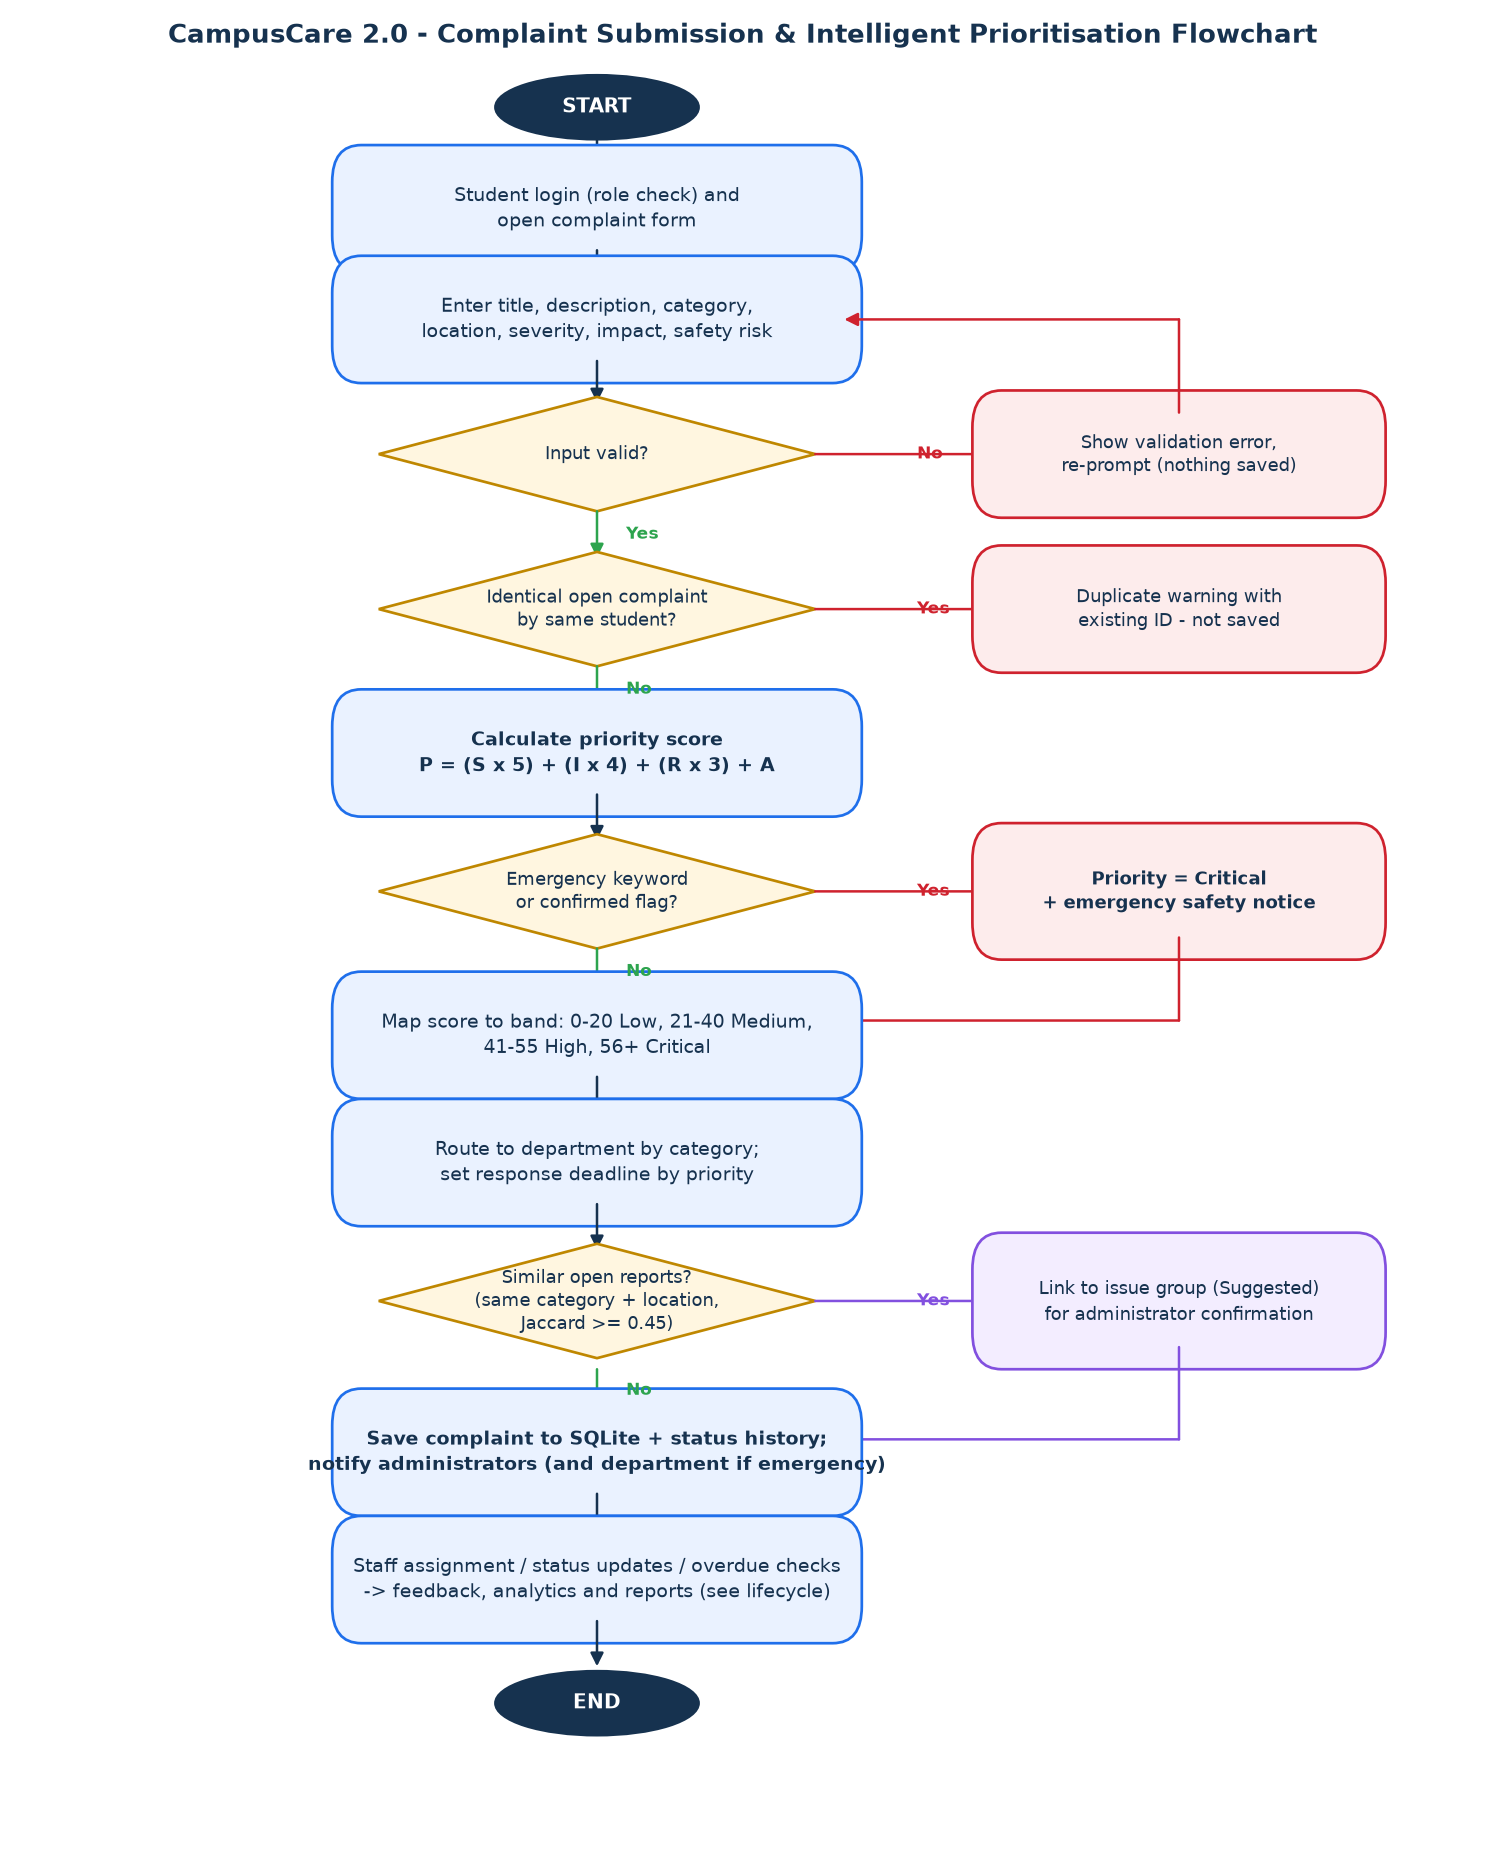 CampusCare 2.0 - Complaint Submission & Intelligent Prioritisation Flowchart
START
Student login (role check) and
open complaint form
Enter title, description, category,
location, severity, impact, safety risk
Input valid?
No
Show validation error,
re-prompt (nothing saved)
Yes
Identical open complaint
by same student?
Yes
Duplicate warning with
existing ID - not saved
No
Calculate priority score
P = (S x 5) + (I x 4) + (R x 3) + A
Emergency keyword
or confirmed flag?
Yes
Priority = Critical
+ emergency safety notice
No
Map score to band: 0-20 Low, 21-40 Medium,
41-55 High, 56+ Critical
Route to department by category;
set response deadline by priority
Similar open reports?
(same category + location,
Jaccard >= 0.45)
Yes
Link to issue group (Suggested)
for administrator confirmation
No
Save complaint to SQLite + status history;
notify administrators (and department if emergency)
Staff assignment / status updates / overdue checks
-> feedback, analytics and reports (see lifecycle)
END